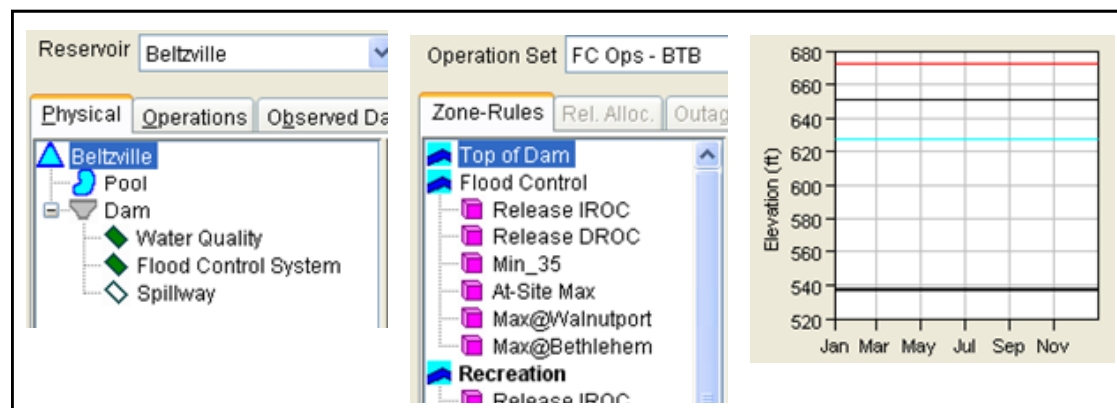 Reservoir Beltzville
Physical Operations Observed Da
Beltzville
Pool
Dam
Water Quality
Flood Control System
Spillway
Operation Set FC Ops - BTB
Zone-Rules Rel. Alloc. Outag
Top of Dam
Flood Control
Release IROC
Release DROC
Min_35
At-Site Max
Max@Walnutport
Max@Bethlehem
Recreation
Release IROC
Elevation (ft)
680
660
640
620
600
580
560
540
520
Jan Mar May Jul Sep Nov